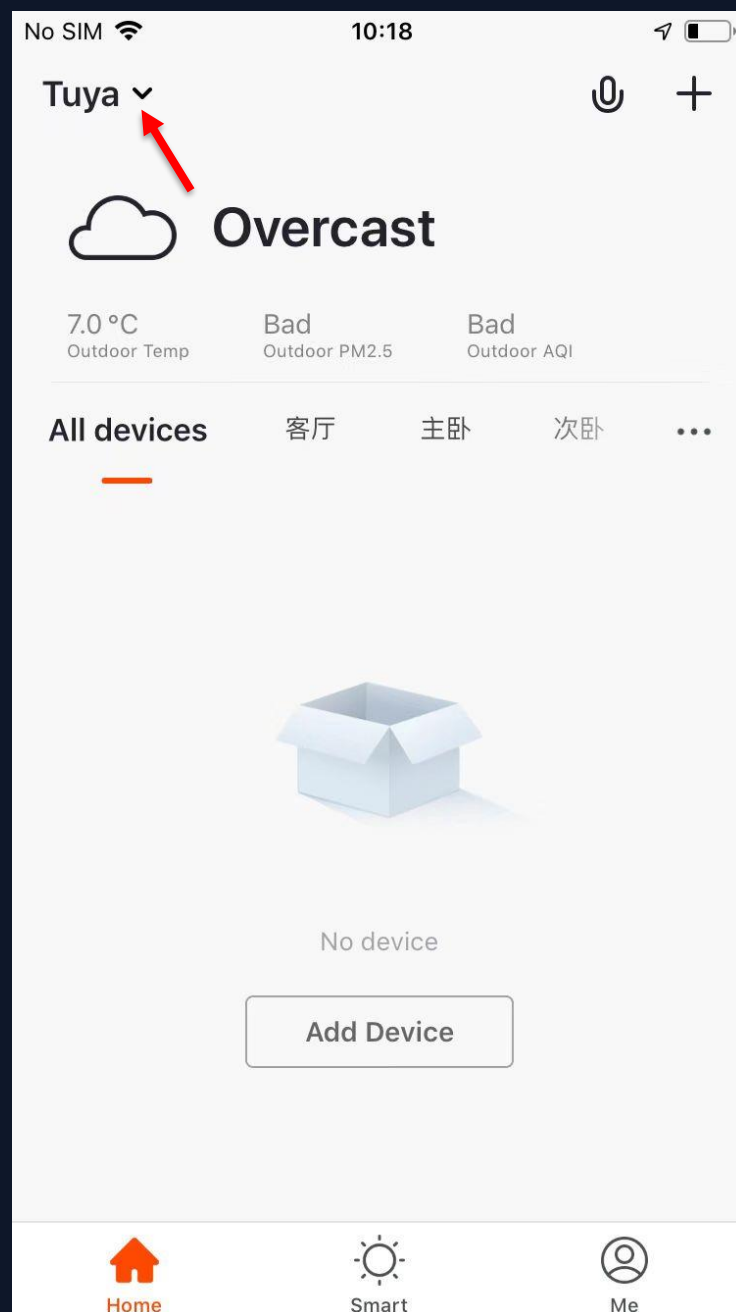 No SIM 10:18
Tuya
Overcast
7.0 °C Bad Bad
Outdoor Temp Outdoor PM2.5 Outdoor AQI
All devices 客厅 主卧 次卧
No device
Add Device
Home Smart Me